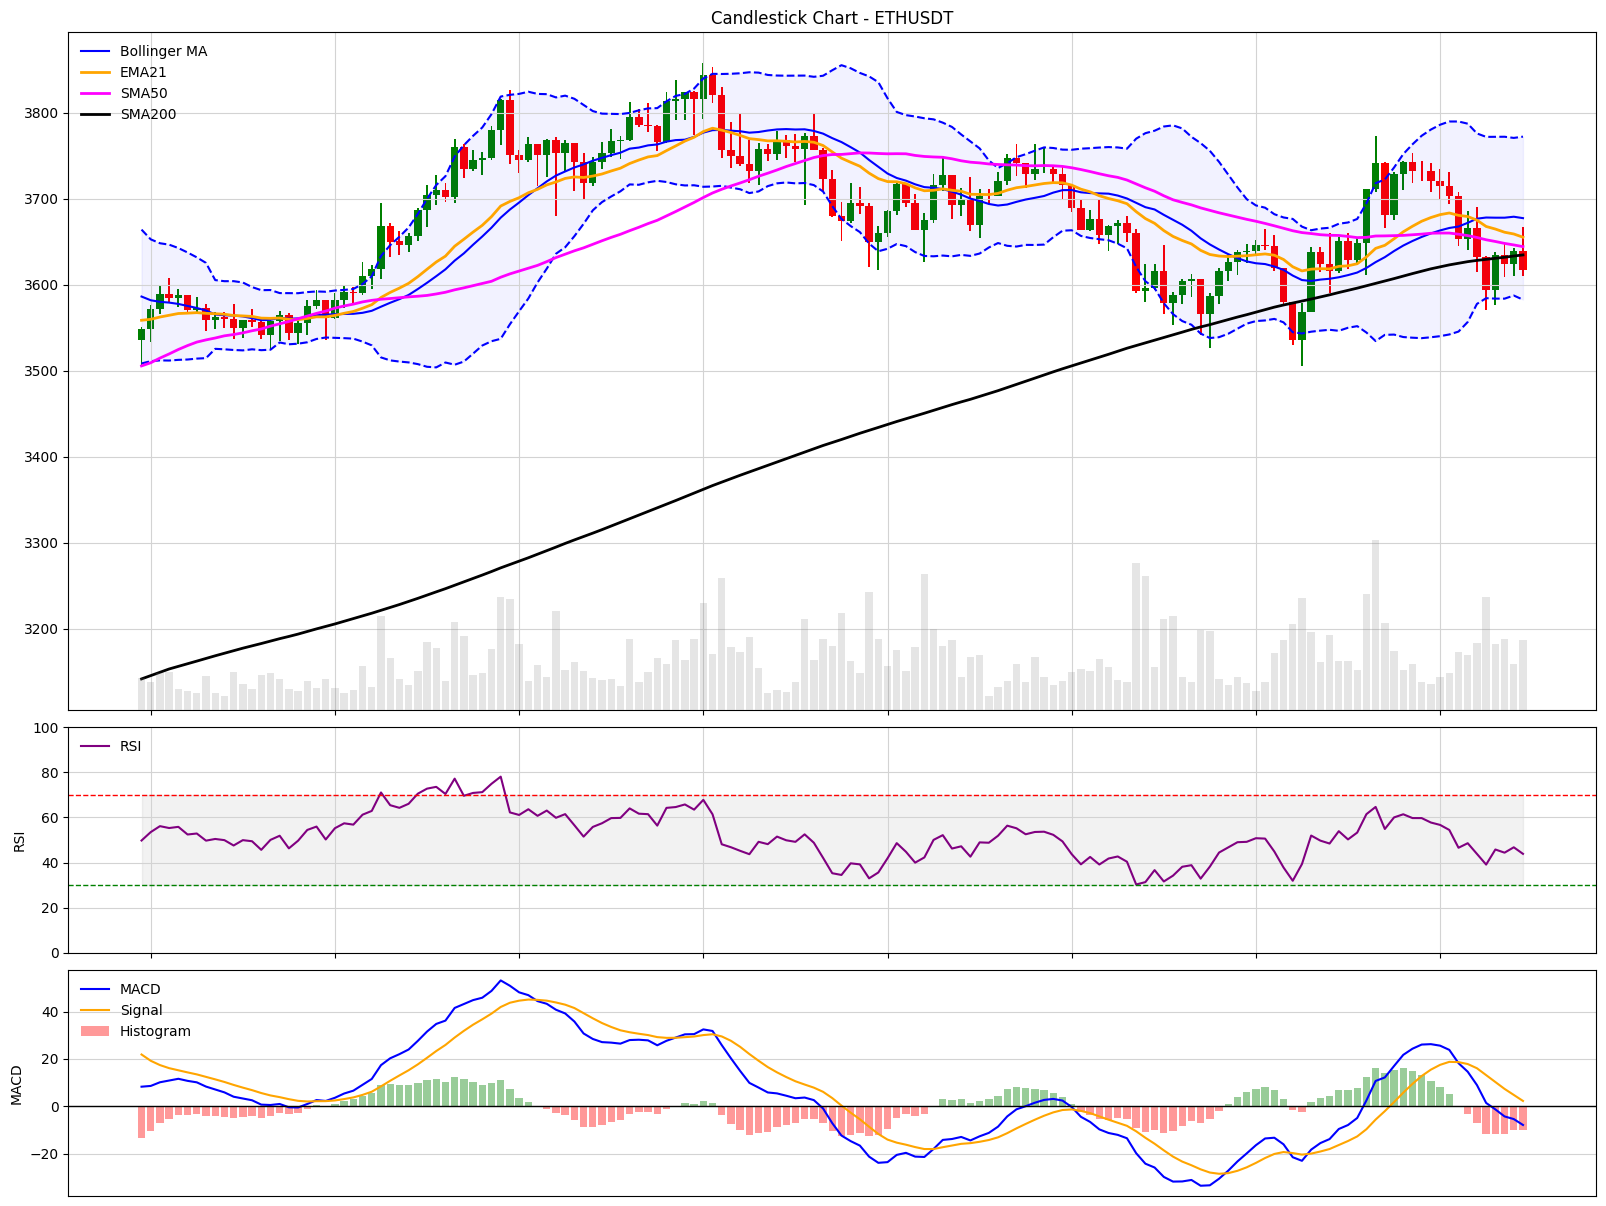 Candlestick Chart - ETHUSDT
Bollinger MA
EMA21
SMA50
SMA200
3800
3700
3600
3500
3400
3300
3200
RSI
100
80
60
40
20
0
RSI
MACD
Signal
Histogram
40
20
0
−20
MACD